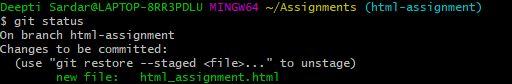 Deepti Sardar@LAPTOP-8RR3PDLU MINGW64 ~/Assignments (html-assignment)
$ git status
On branch html-assignment
Changes to be committed:
  (use "git restore --staged <file>..." to unstage)
        new file:   html_assignment.html